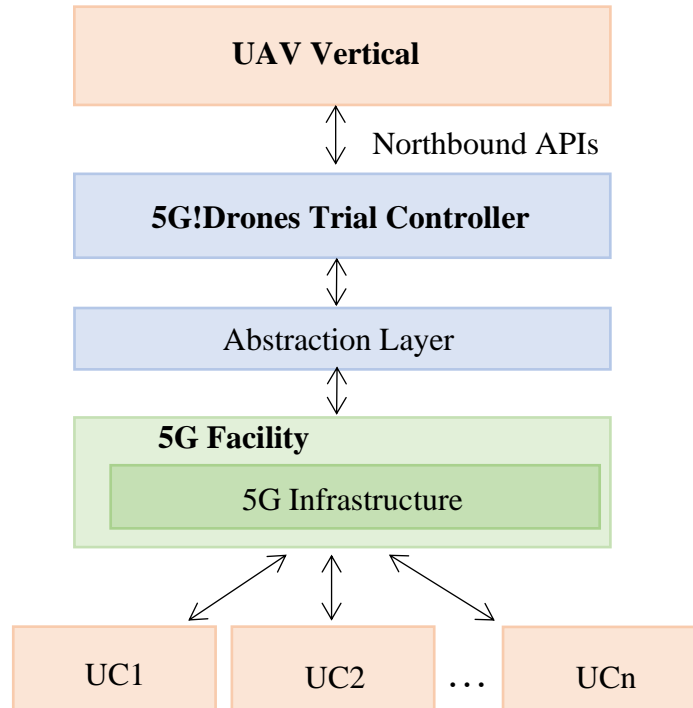 UAV Vertical
Northbound APIs
5G!Drones Trial Controller
Abstraction Layer
5G Facility
5G Infrastructure
UC1 UC2 ... UCn